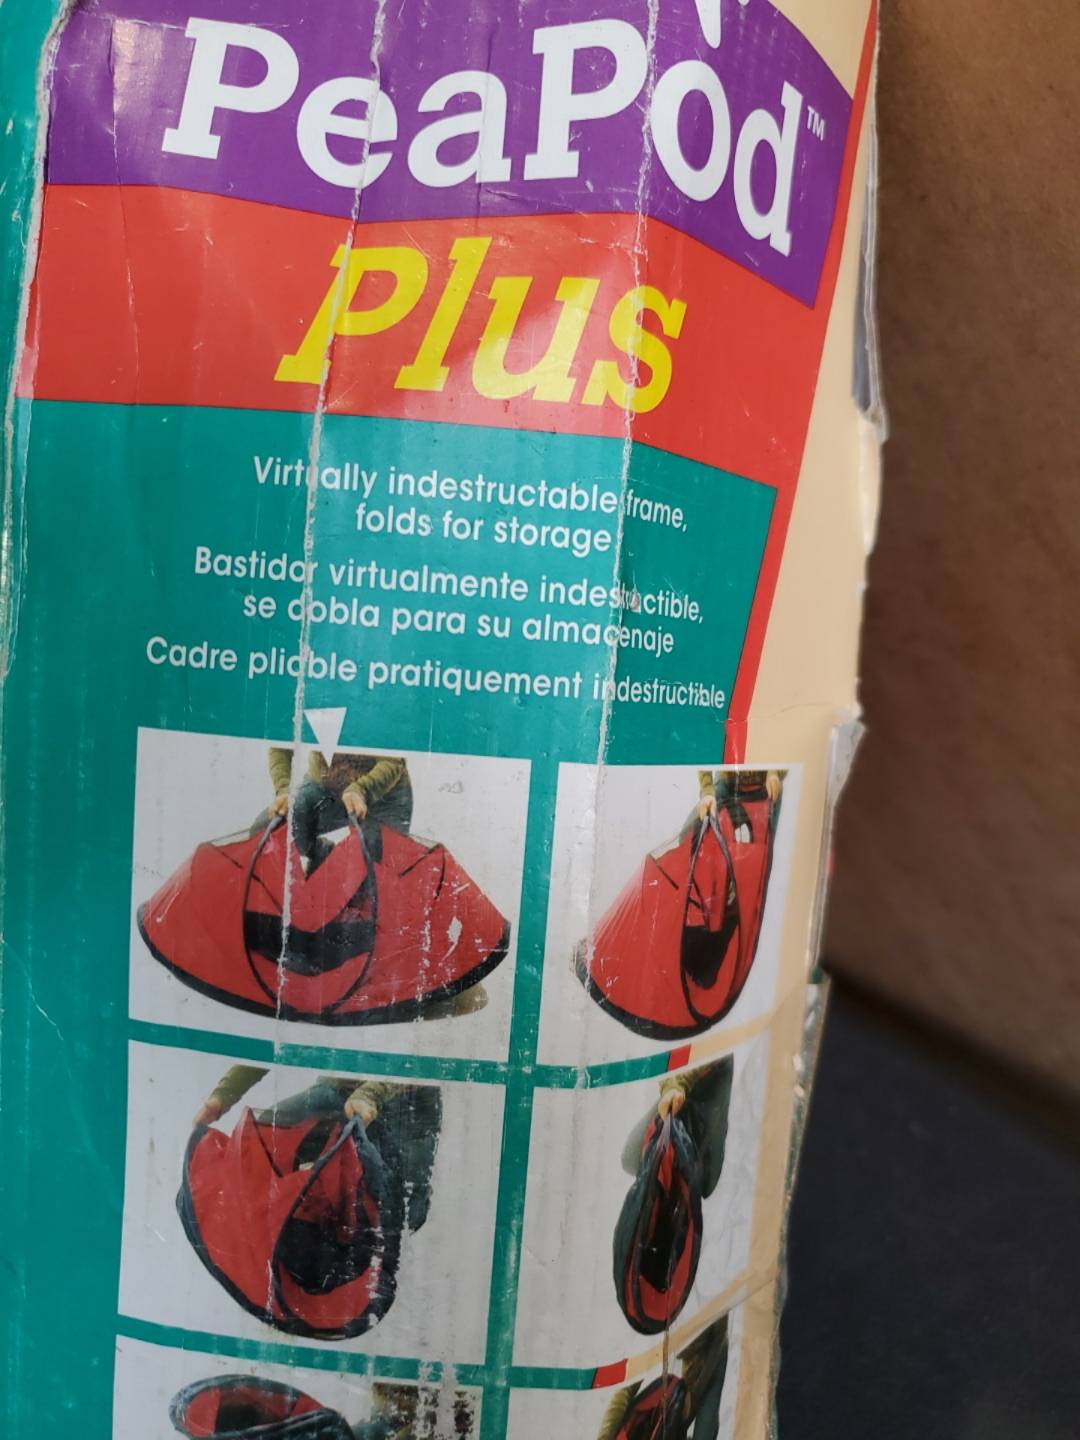 PeaPod™
Plus
Virtually indestructable frame,
folds for storage
Bastidor virtualmente indestructible,
se dobla para su almacenaje
Cadre pliable pratiquement indestructible